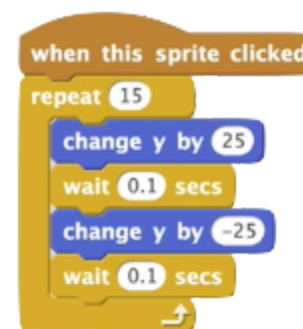 when this sprite clicked
repeat 15
change y by 25
wait 0.1 secs
change y by -25
wait 0.1 secs